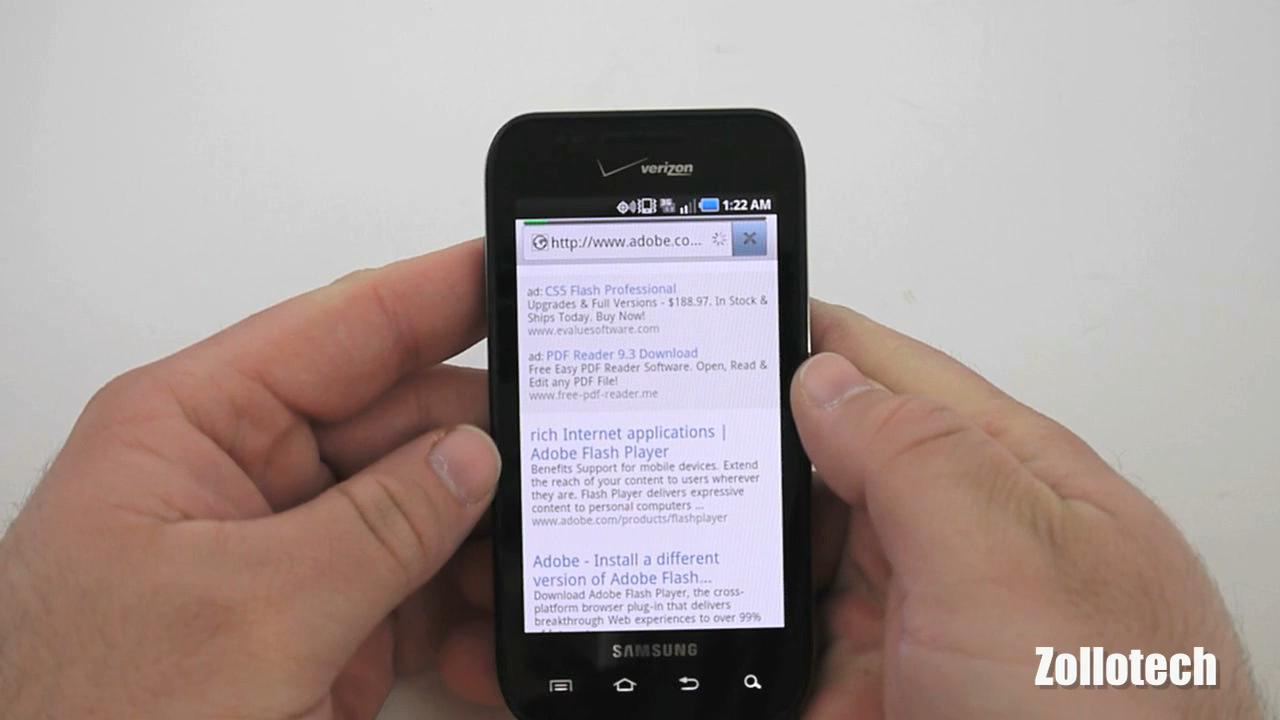 verizon
1:22 AM
http://www.adobe.co...
ad: CS5 Flash Professional
Upgrades & Full Versions - $188.97. In Stock &
Ships Today. Buy Now!
www.evaluesoftware.com
ad: PDF Reader 9.3 Download
Free Easy PDF Reader Software. Open, Read &
Edit any PDF File!
www.free-pdf-reader.me
rich Internet applications |
Adobe Flash Player
Benefits Support for mobile devices. Extend
the reach of your content to users wherever
they are. Flash Player delivers expressive
content to personal computers ...
www.adobe.com/products/flashplayer
Adobe - Install a different
version of Adobe Flash...
Download Adobe Flash Player, the cross-
platform browser plug-in that delivers
breakthrough Web experiences to over 99%
SAMSUNG
Zollotech